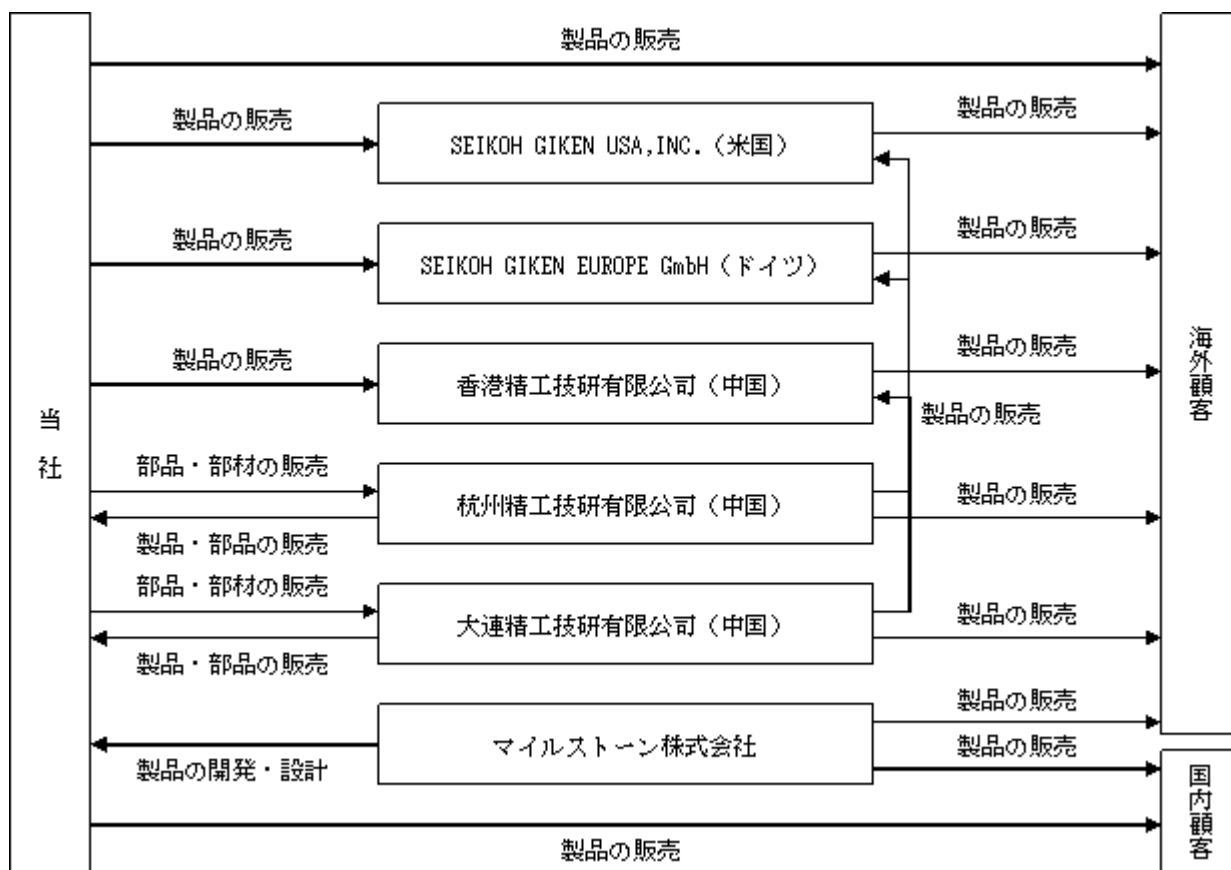 製品の販売
製品の販売
SEIKOH GIKEN USA,INC.(米国)
製品の販売
製品の販売
SEIKOH GIKEN EUROPE GmbH(ドイツ)
製品の販売
製品の販売
香港精工技研有限公司(中国)
製品の販売
製品の販売
当社
海外顧客
部品・部材の販売
杭州精工技研有限公司(中国)
製品の販売
製品・部品の販売
部品・部材の販売
大連精工技研有限公司(中国)
製品の販売
製品・部品の販売
製品の販売
マイルストーン株式会社
製品の販売
製品の開発・設計
国内顧客
製品の販売